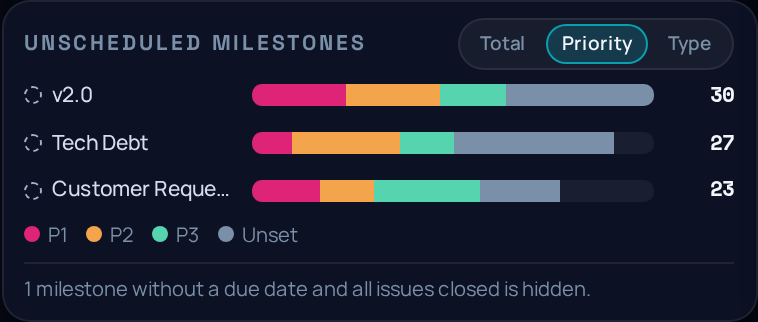 UNSCHEDULED MILESTONES Total Priority Type
v2.0 30
Tech Debt 27
Customer Reque... 23
P1 P2 P3 Unset
1 milestone without a due date and all issues closed is hidden.